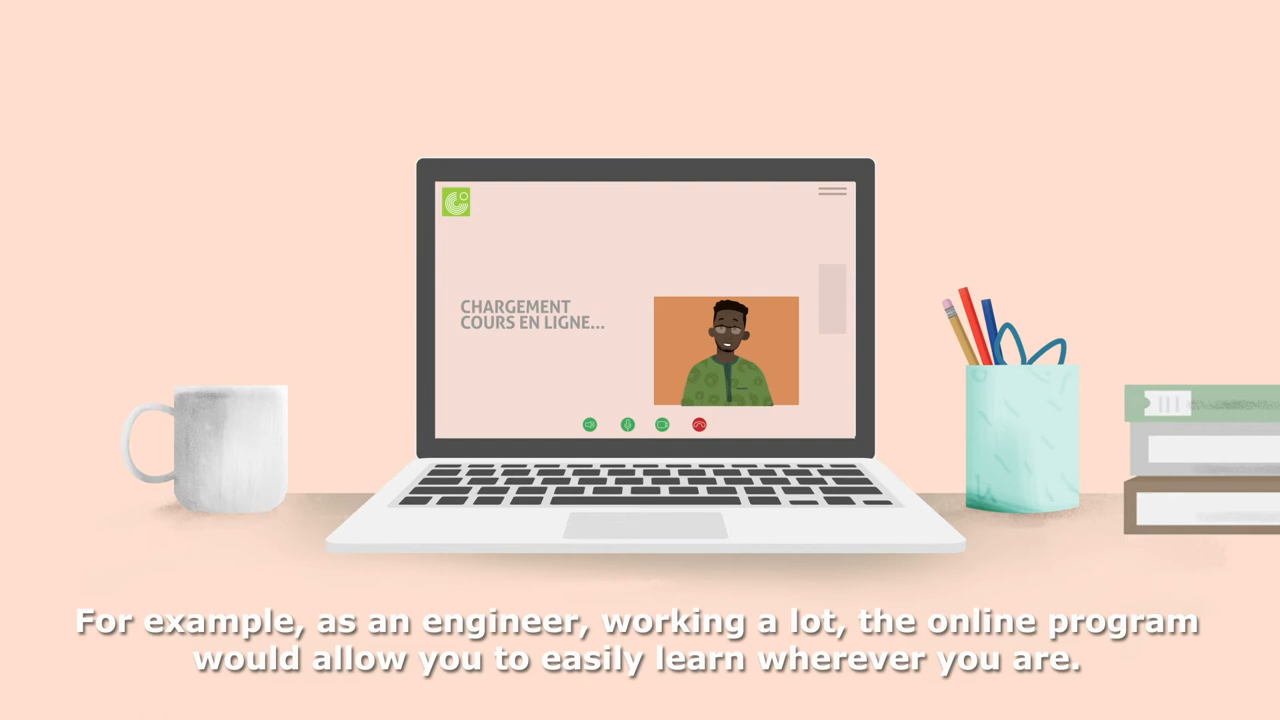 CHARGEMENT
COURS EN LIGNE...
For example, as an engineer, working a lot, the online program
would allow you to easily learn wherever you are.